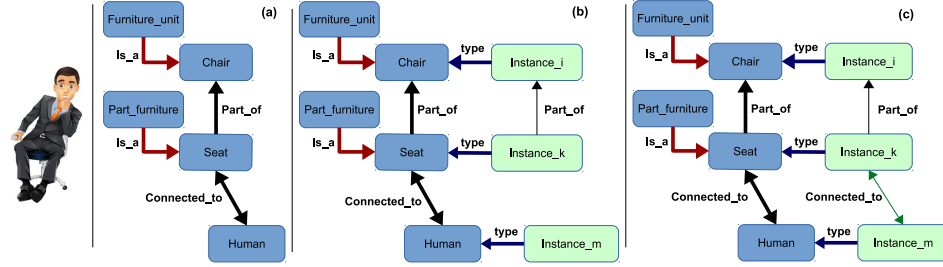 (a)
Furniture_unit
Is_a
Chair
Part_of
Part_furniture
Is_a
Seat
Connected_to
Human
(b)
Furniture_unit
Is_a
Chair
type
Instance_i
Part_of
Part_of
Part_furniture
Is_a
Seat
type
Instance_k
Connected_to
Human
type
Instance_m
(c)
Furniture_unit
Is_a
Chair
type
Instance_i
Part_of
Part_of
Part_furniture
Is_a
Seat
type
Instance_k
Connected_to
Connected_to
Human
type
Instance_m